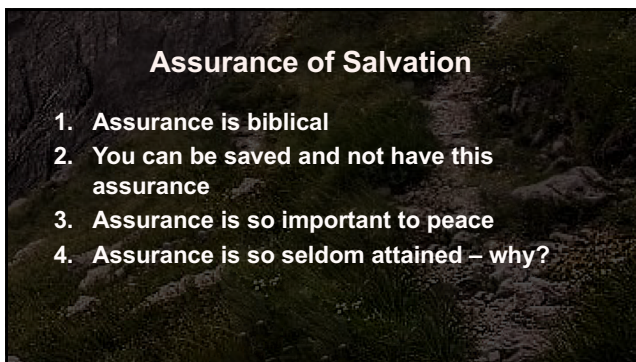 Assurance of Salvation
1. Assurance is biblical
2. You can be saved and not have this
assurance
3. Assurance is so important to peace
4. Assurance is so seldom attained – why?